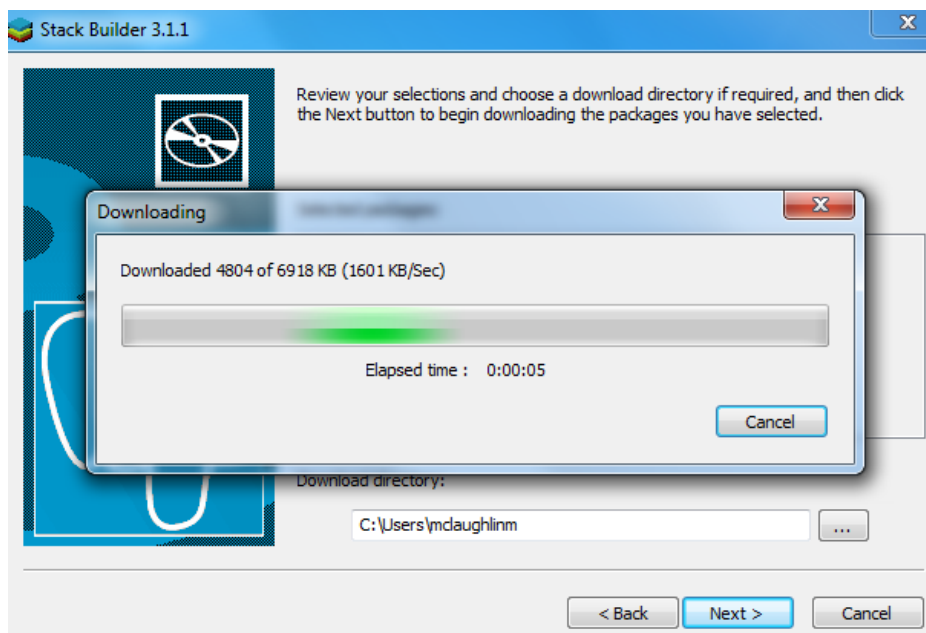 Stack Builder 3.1.1
Review your selections and choose a download directory if required, and then click
the Next button to begin downloading the packages you have selected.
Downloading
Downloaded 4804 of 6918 KB (1601 KB/Sec)
Elapsed time : 0:00:05
Cancel
Download directory:
C:\Users\mclaughlinm
...
< Back
Next >
Cancel